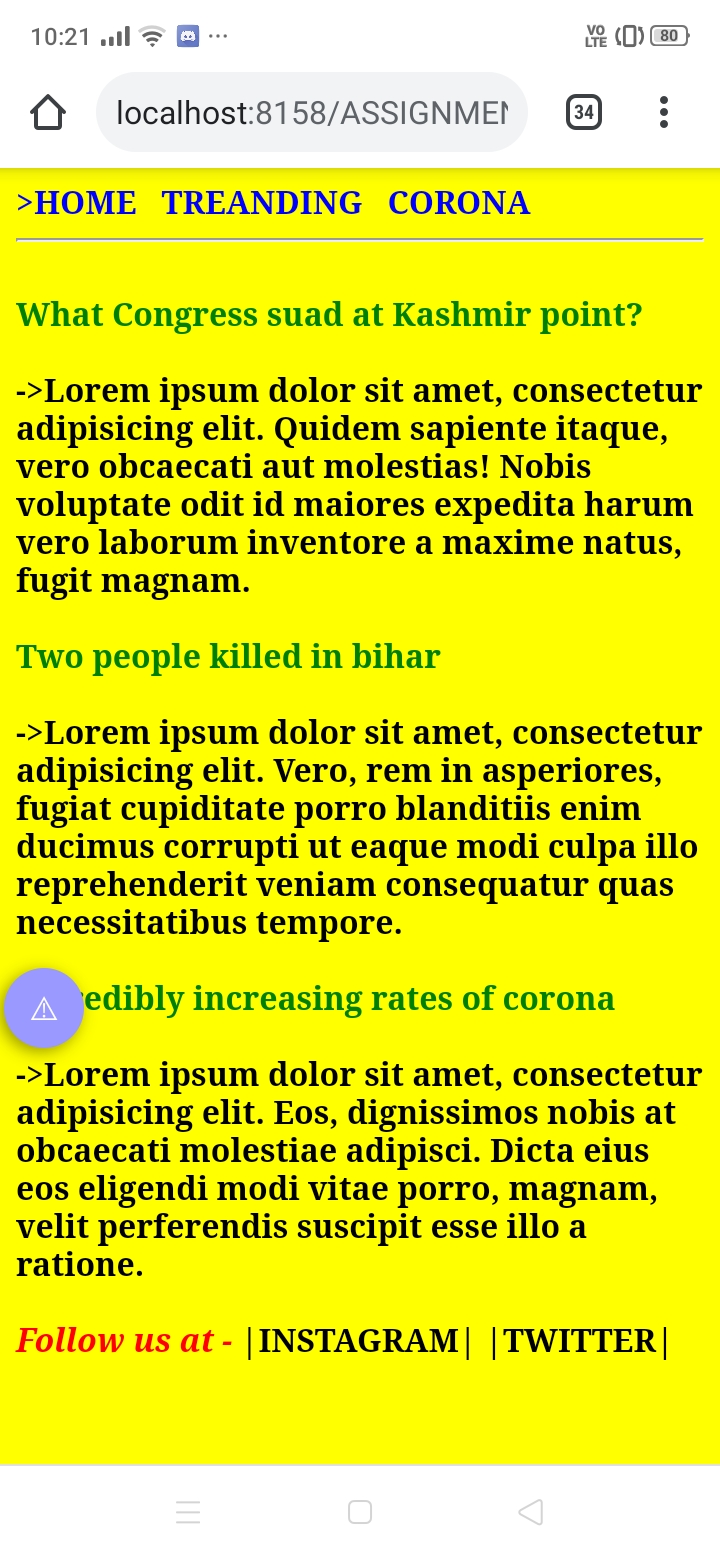 10:21 VO LTE 80
localhost:8158/ASSIGNMEN 34
>HOME TREANDING CORONA
What Congress suad at Kashmir point?
->Lorem ipsum dolor sit amet, consectetur
adipisicing elit. Quidem sapiente itaque,
vero obcaecati aut molestias! Nobis
voluptate odit id maiores expedita harum
vero laborum inventore a maxime natus,
fugit magnam.
Two people killed in bihar
->Lorem ipsum dolor sit amet, consectetur
adipisicing elit. Vero, rem in asperiores,
fugiat cupiditate porro blanditiis enim
ducimus corrupti ut eaque modi culpa illo
reprehenderit veniam consequatur quas
necessitatibus tempore.
increasing rates of corona
->Lorem ipsum dolor sit amet, consectetur
adipisicing elit. Eos, dignissimos nobis at
obcaecati molestiae adipisci. Dicta eius
eos eligendi modi vitae porro, magnam,
velit perferendis suscipit esse illo a
ratione.
Follow us at - |INSTAGRAM| |TWITTER|